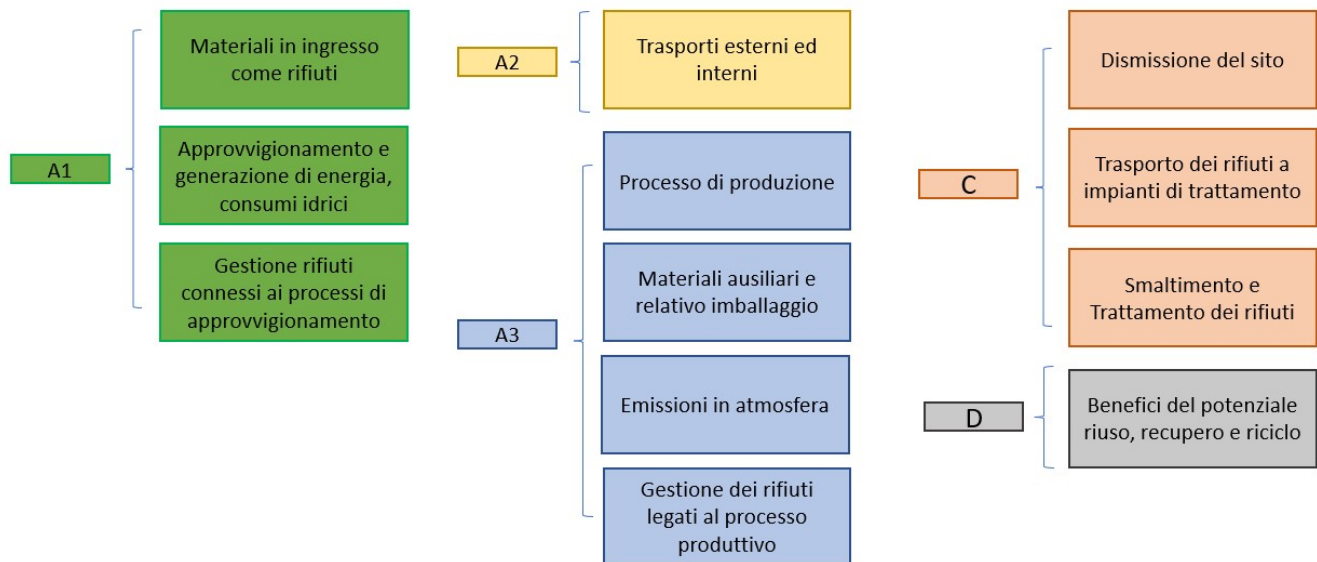 A1
Materiali in ingresso
come rifiuti
Approvvigionamento e
generazione di energia,
consumi idrici
Gestione rifiuti
connessi ai processi di
approvvigionamento
A2
Trasporti esterni ed
interni
A3
Processo di produzione
Materiali ausiliari e
relativo imballaggio
Emissioni in atmosfera
Gestione dei rifiuti
legati al processo
produttivo
C
Dismissione del sito
Trasporto dei rifiuti a
impianti di trattamento
Smaltimento e
Trattamento dei rifiuti
D
Benefici del potenziale
riuso, recupero e riciclo